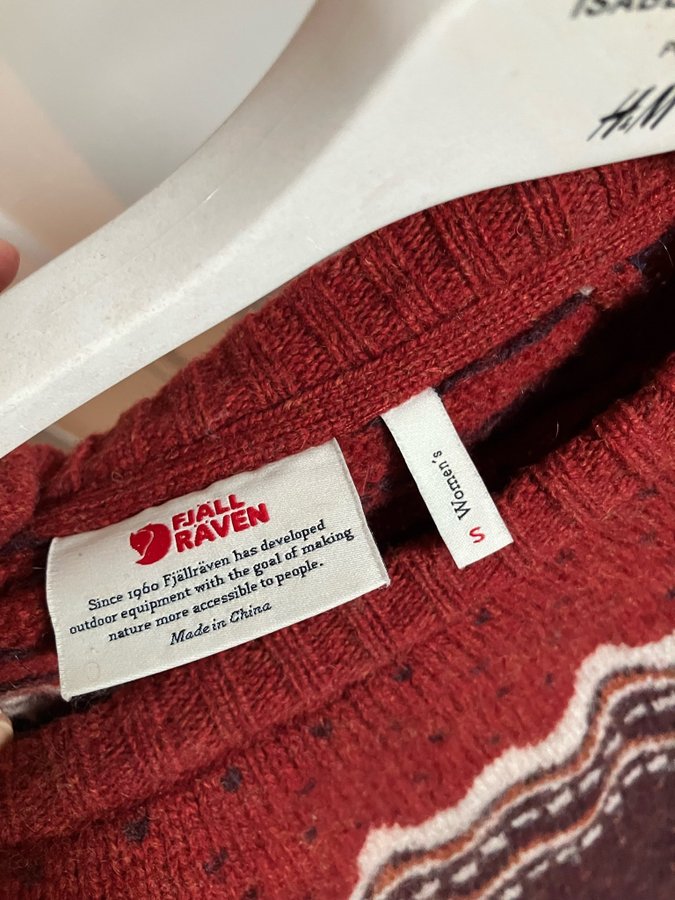 H&M
FJÄLL
RÄVEN
Since 1960 Fjällräven has developed
outdoor equipment with the goal of making
nature more accessible to people.
Made in China
Women's
S